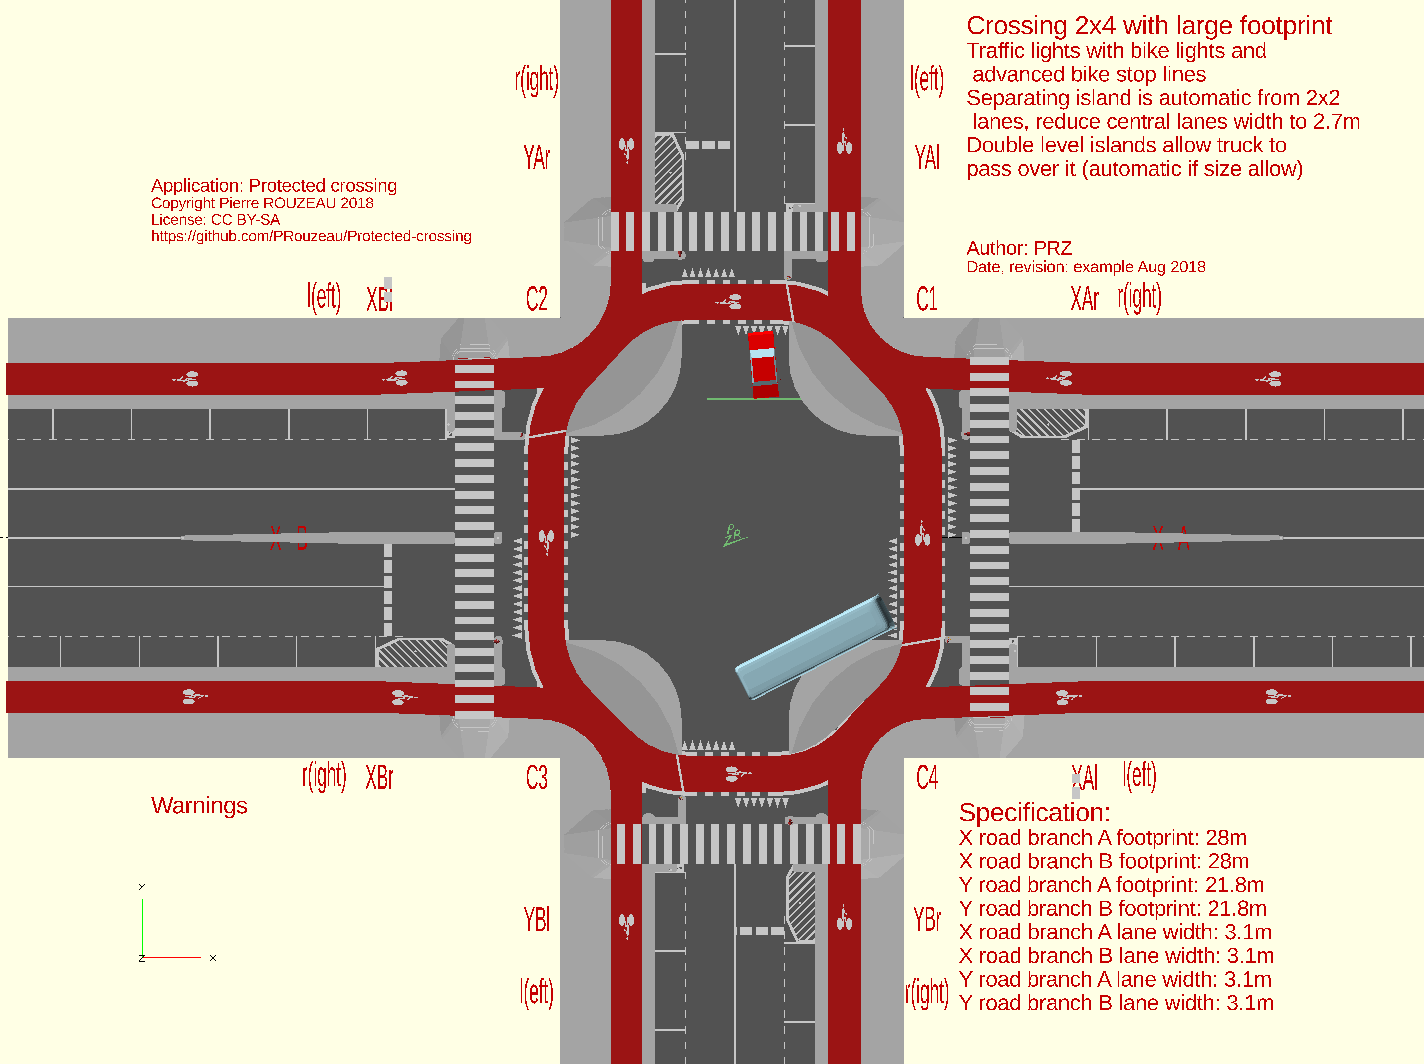 Crossing 2x4 with large footprint
Traffic lights with bike lights and
advanced bike stop lines
Separating island is automatic from 2x2
lanes, reduce central lanes width to 2.7m
Double level islands allow truck to
pass over it (automatic if size allow)
r(ight)
l(eft)
YAr
YAl
Application: Protected crossing
Copyright Pierre ROUZEAU 2018
License: CC BY-SA
https://github.com/PRouzeau/Protected-crossing
Author: PRZ
Date, revision: example Aug 2018
l(eft)
XBl
C2
C1
XAr
r(ight)
X B
PZR
X A
r(ight)
XBr
C3
C4
XAl
l(eft)
Warnings
Specification:
X road branch A footprint: 28m
X road branch B footprint: 28m
Y road branch A footprint: 21.8m
Y road branch B footprint: 21.8m
X road branch A lane width: 3.1m
X road branch B lane width: 3.1m
Y road branch A lane width: 3.1m
Y road branch B lane width: 3.1m
YBl
YBr
l(eft)
r(ight)
Y
Z
X